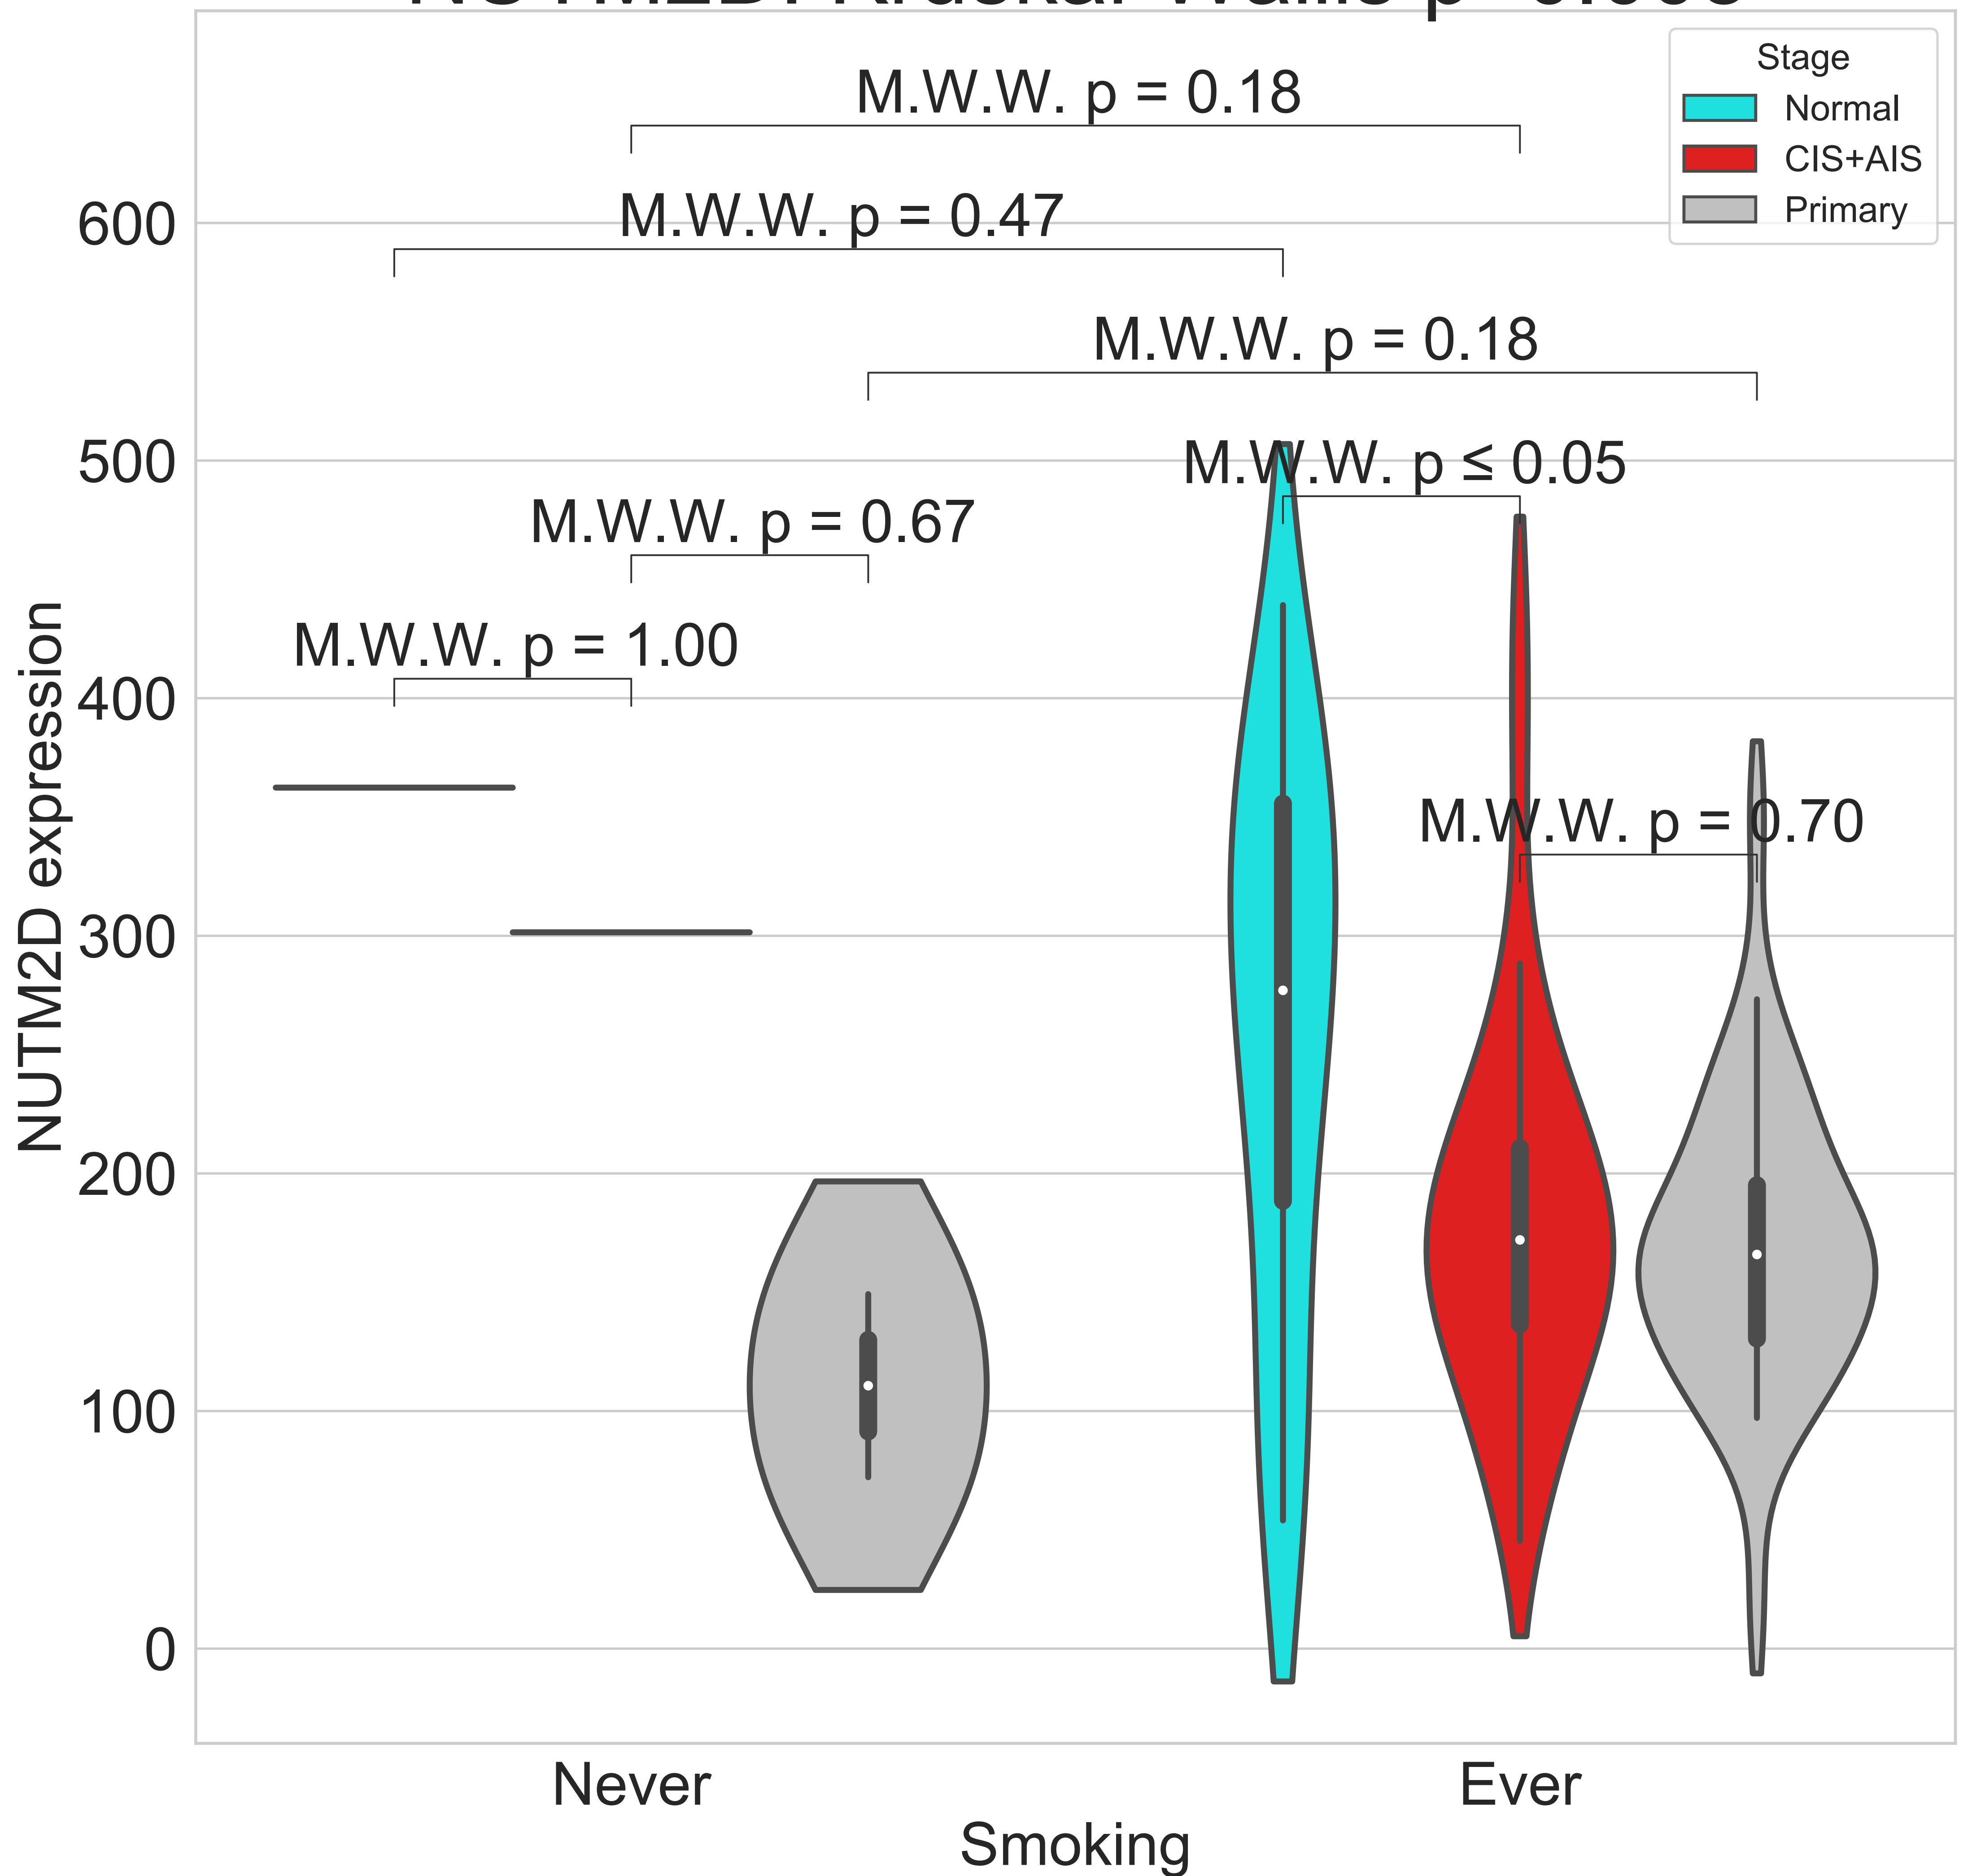 Stage
Normal
CIS+AIS
Primary
M.W.W. p = 0.18
M.W.W. p = 0.47
M.W.W. p = 0.18
M.W.W. p ≤ 0.05
M.W.W. p = 0.67
M.W.W. p = 1.00
M.W.W. p = 0.70
600
500
400
300
200
100
0
NUTM2D expression
Never
Ever
Smoking